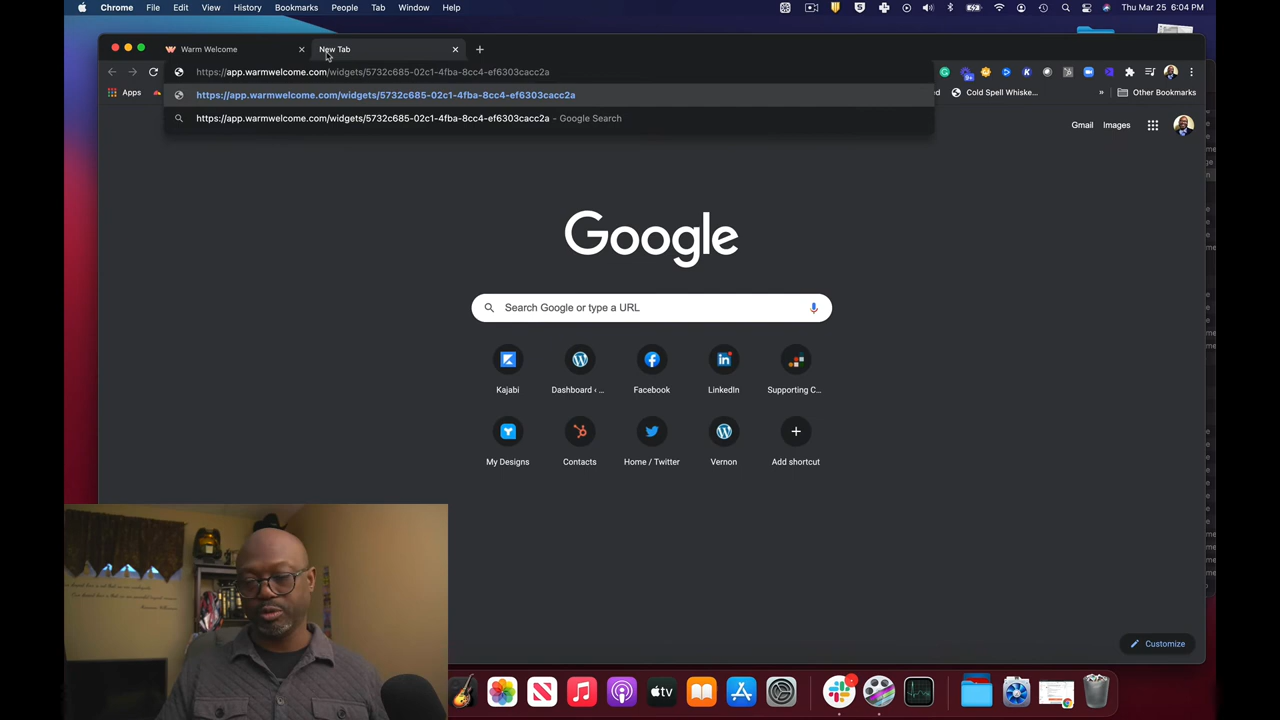 Chrome File Edit View History Bookmarks People Tab Window Help Thu Mar 25 6:04 PM
Warm Welcome New Tab
https://app.warmwelcome.com/widgets/5732c685-02c1-4fba-8cc4-ef6303cacc2a
Apps https://app.warmwelcome.com/widgets/5732c685-02c1-4fba-8cc4-ef6303cacc2a Cold Spell Whiske... » Other Bookmarks
https://app.warmwelcome.com/widgets/5732c685-02c1-4fba-8cc4-ef6303cacc2a - Google Search
Gmail Images
Google
Search Google or type a URL
Kajabi Dashboard ‹ ... Facebook LinkedIn Supporting C...
My Designs Contacts Home / Twitter Vernon Add shortcut
Customize
tv